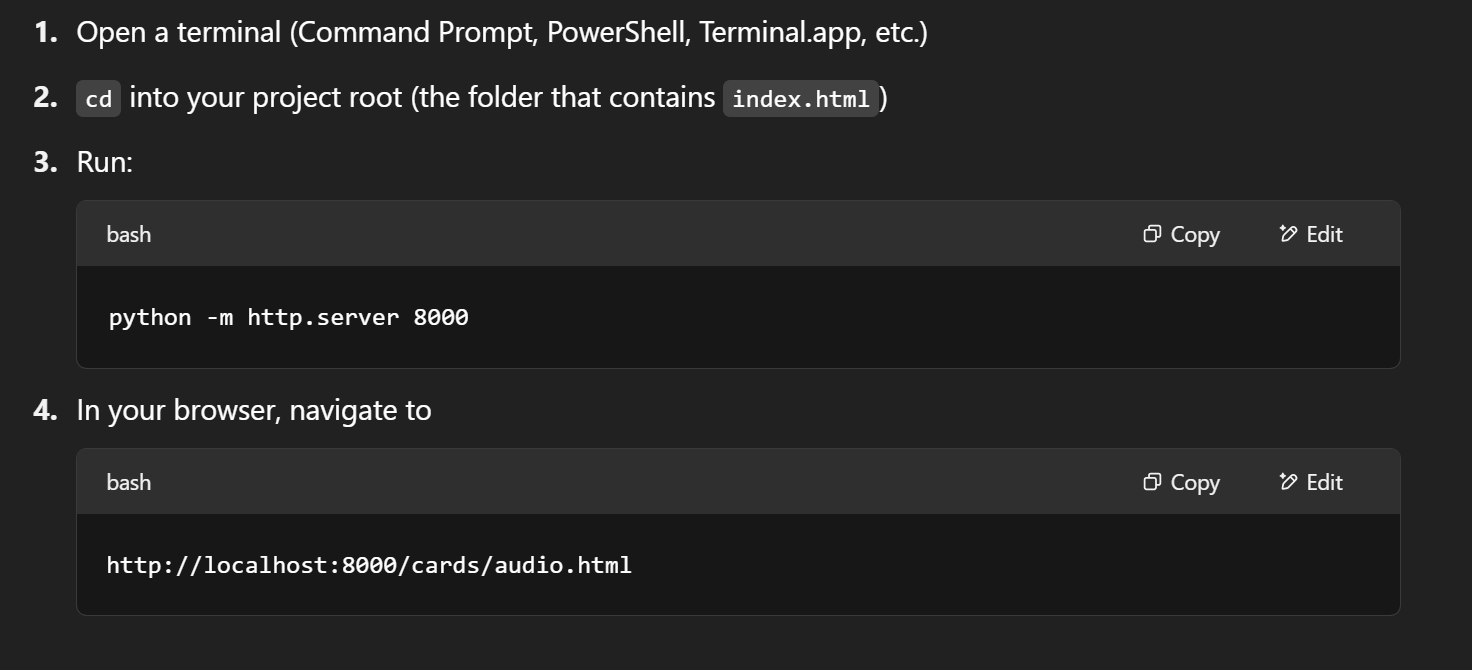 1. Open a terminal (Command Prompt, PowerShell, Terminal.app, etc.)
2. cd into your project root (the folder that contains index.html)
3. Run:
bash Copy Edit
python -m http.server 8000
4. In your browser, navigate to
bash Copy Edit
http://localhost:8000/cards/audio.html